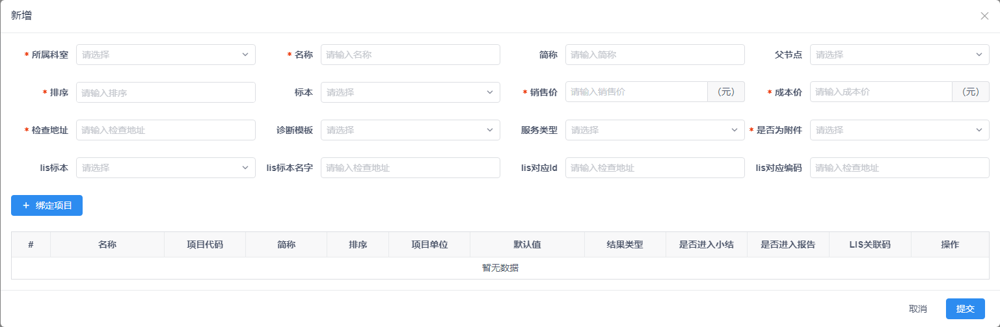 新增
* 所属科室 请选择 * 名称 请输入名称 简称 请输入简称 父节点 请选择
* 排序 请输入排序 标本 请选择 * 销售价 请输入销售价 （元） * 成本价 请输入成本价 （元）
* 检查地址 请输入检查地址 诊断模板 请选择 服务类型 请选择 * 是否为附件 请选择
lis标本 请选择 lis标本名字 请输入检查地址 lis对应Id 请输入检查地址 lis对应编码 请输入检查地址
+ 绑定项目
# 名称 项目代码 简称 排序 项目单位 默认值 结果类型 是否进入小结 是否进入报告 LIS关联码 操作
暂无数据
取消 提交